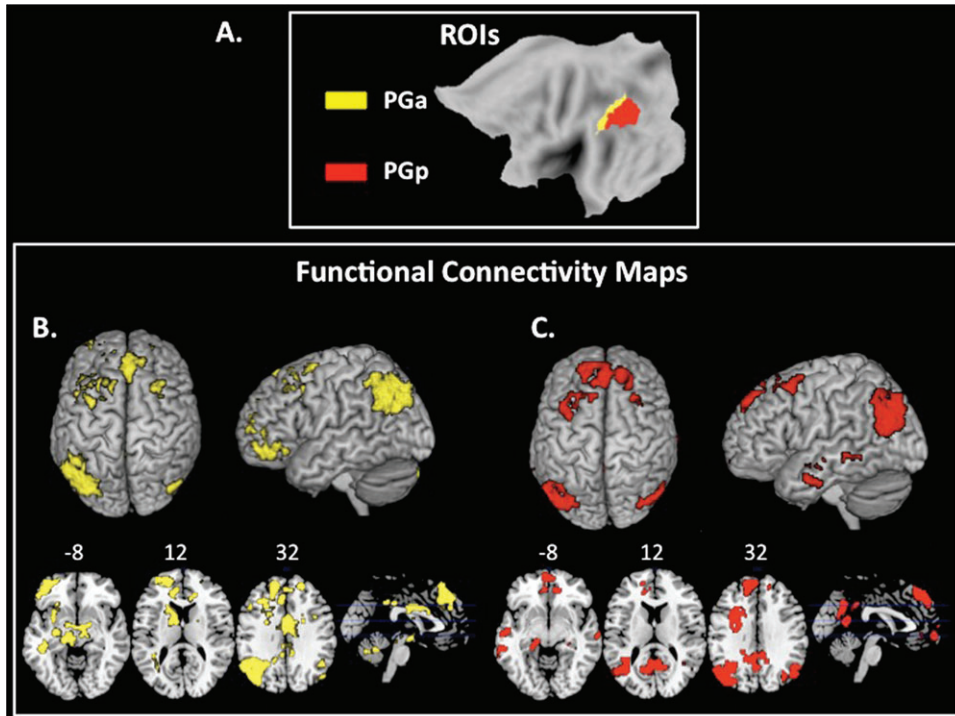 A.
ROIs
PGa
PGp
Functional Connectivity Maps
B.
C.
-8 12 32
-8 12 32